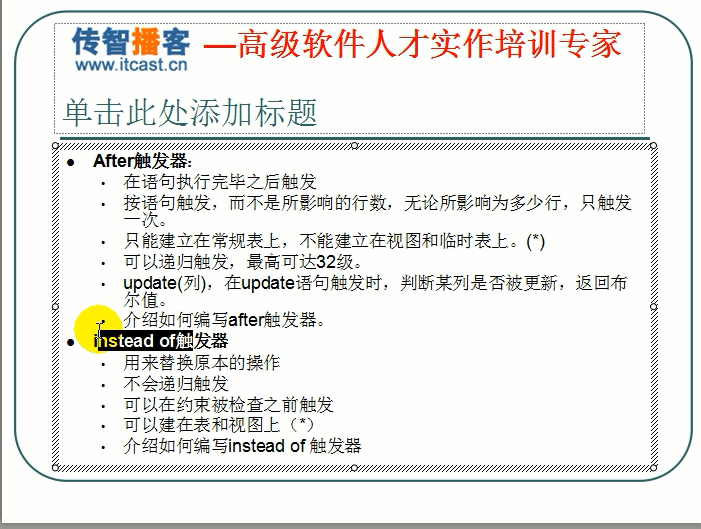 传智播客 —高级软件人才实作培训专家
www.itcast.cn
单击此处添加标题
● After触发器：
• 在语句执行完毕之后触发
• 按语句触发，而不是所影响的行数，无论所影响为多少行，只触发
一次。
• 只能建立在常规表上，不能建立在视图和临时表上。(*)
• 可以递归触发，最高可达32级。
• update(列)，在update语句触发时，判断某列是否被更新，返回布
尔值。
• 介绍如何编写after触发器。
● instead of触发器
• 用来替换原本的操作
• 不会递归触发
• 可以在约束被检查之前触发
• 可以建在表和视图上（*）
• 介绍如何编写instead of 触发器